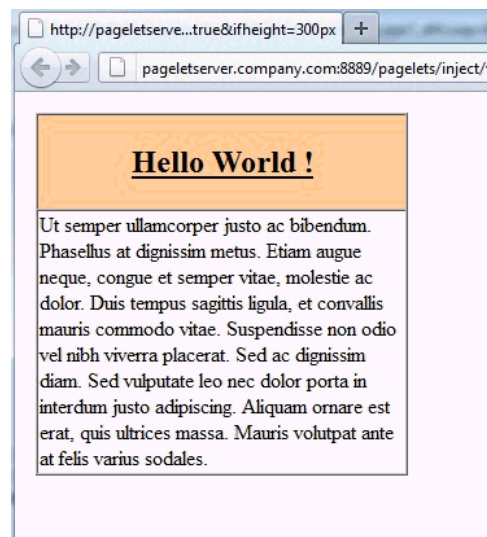 http://pageletserve...true&ifheight=300px
pageletserver.company.com:8889/pagelets/inject/
Hello World !
Ut semper ullamcorper justo ac bibendum.
Phasellus at dignissim metus. Etiam augue
neque, congue et semper vitae, molestie ac
dolor. Duis tempus sagittis ligula, et convallis
mauris commodo vitae. Suspendisse non odio
vel nibh viverra placerat. Sed ac dignissim
diam. Sed vulputate leo nec dolor porta in
interdum justo adipiscing. Aliquam ornare est
erat, quis ultrices massa. Mauris volutpat ante
at felis varius sodales.